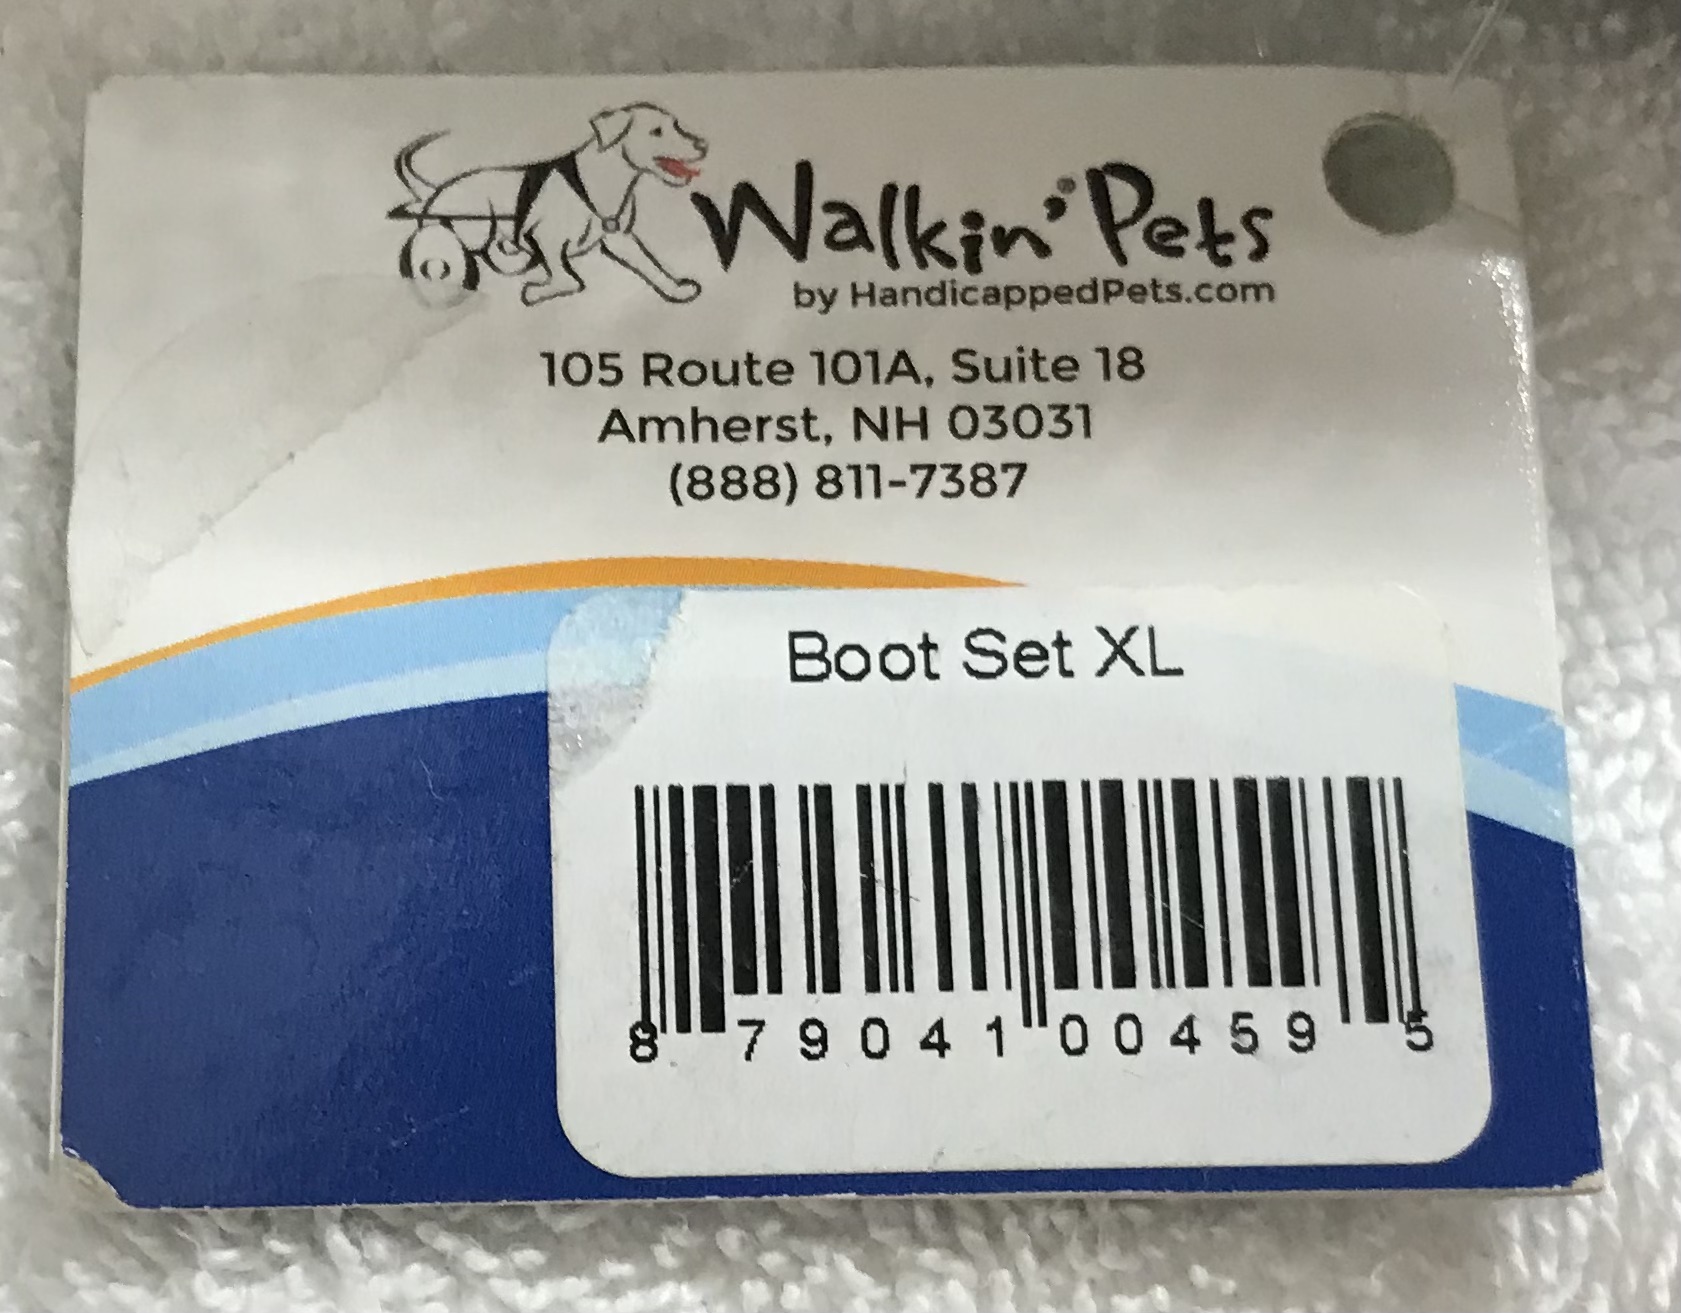 Walkin'® Pets
by HandicappedPets.com
105 Route 101A, Suite 18
Amherst, NH 03031
(888) 811-7387
Boot Set XL
8 79041 00459 5